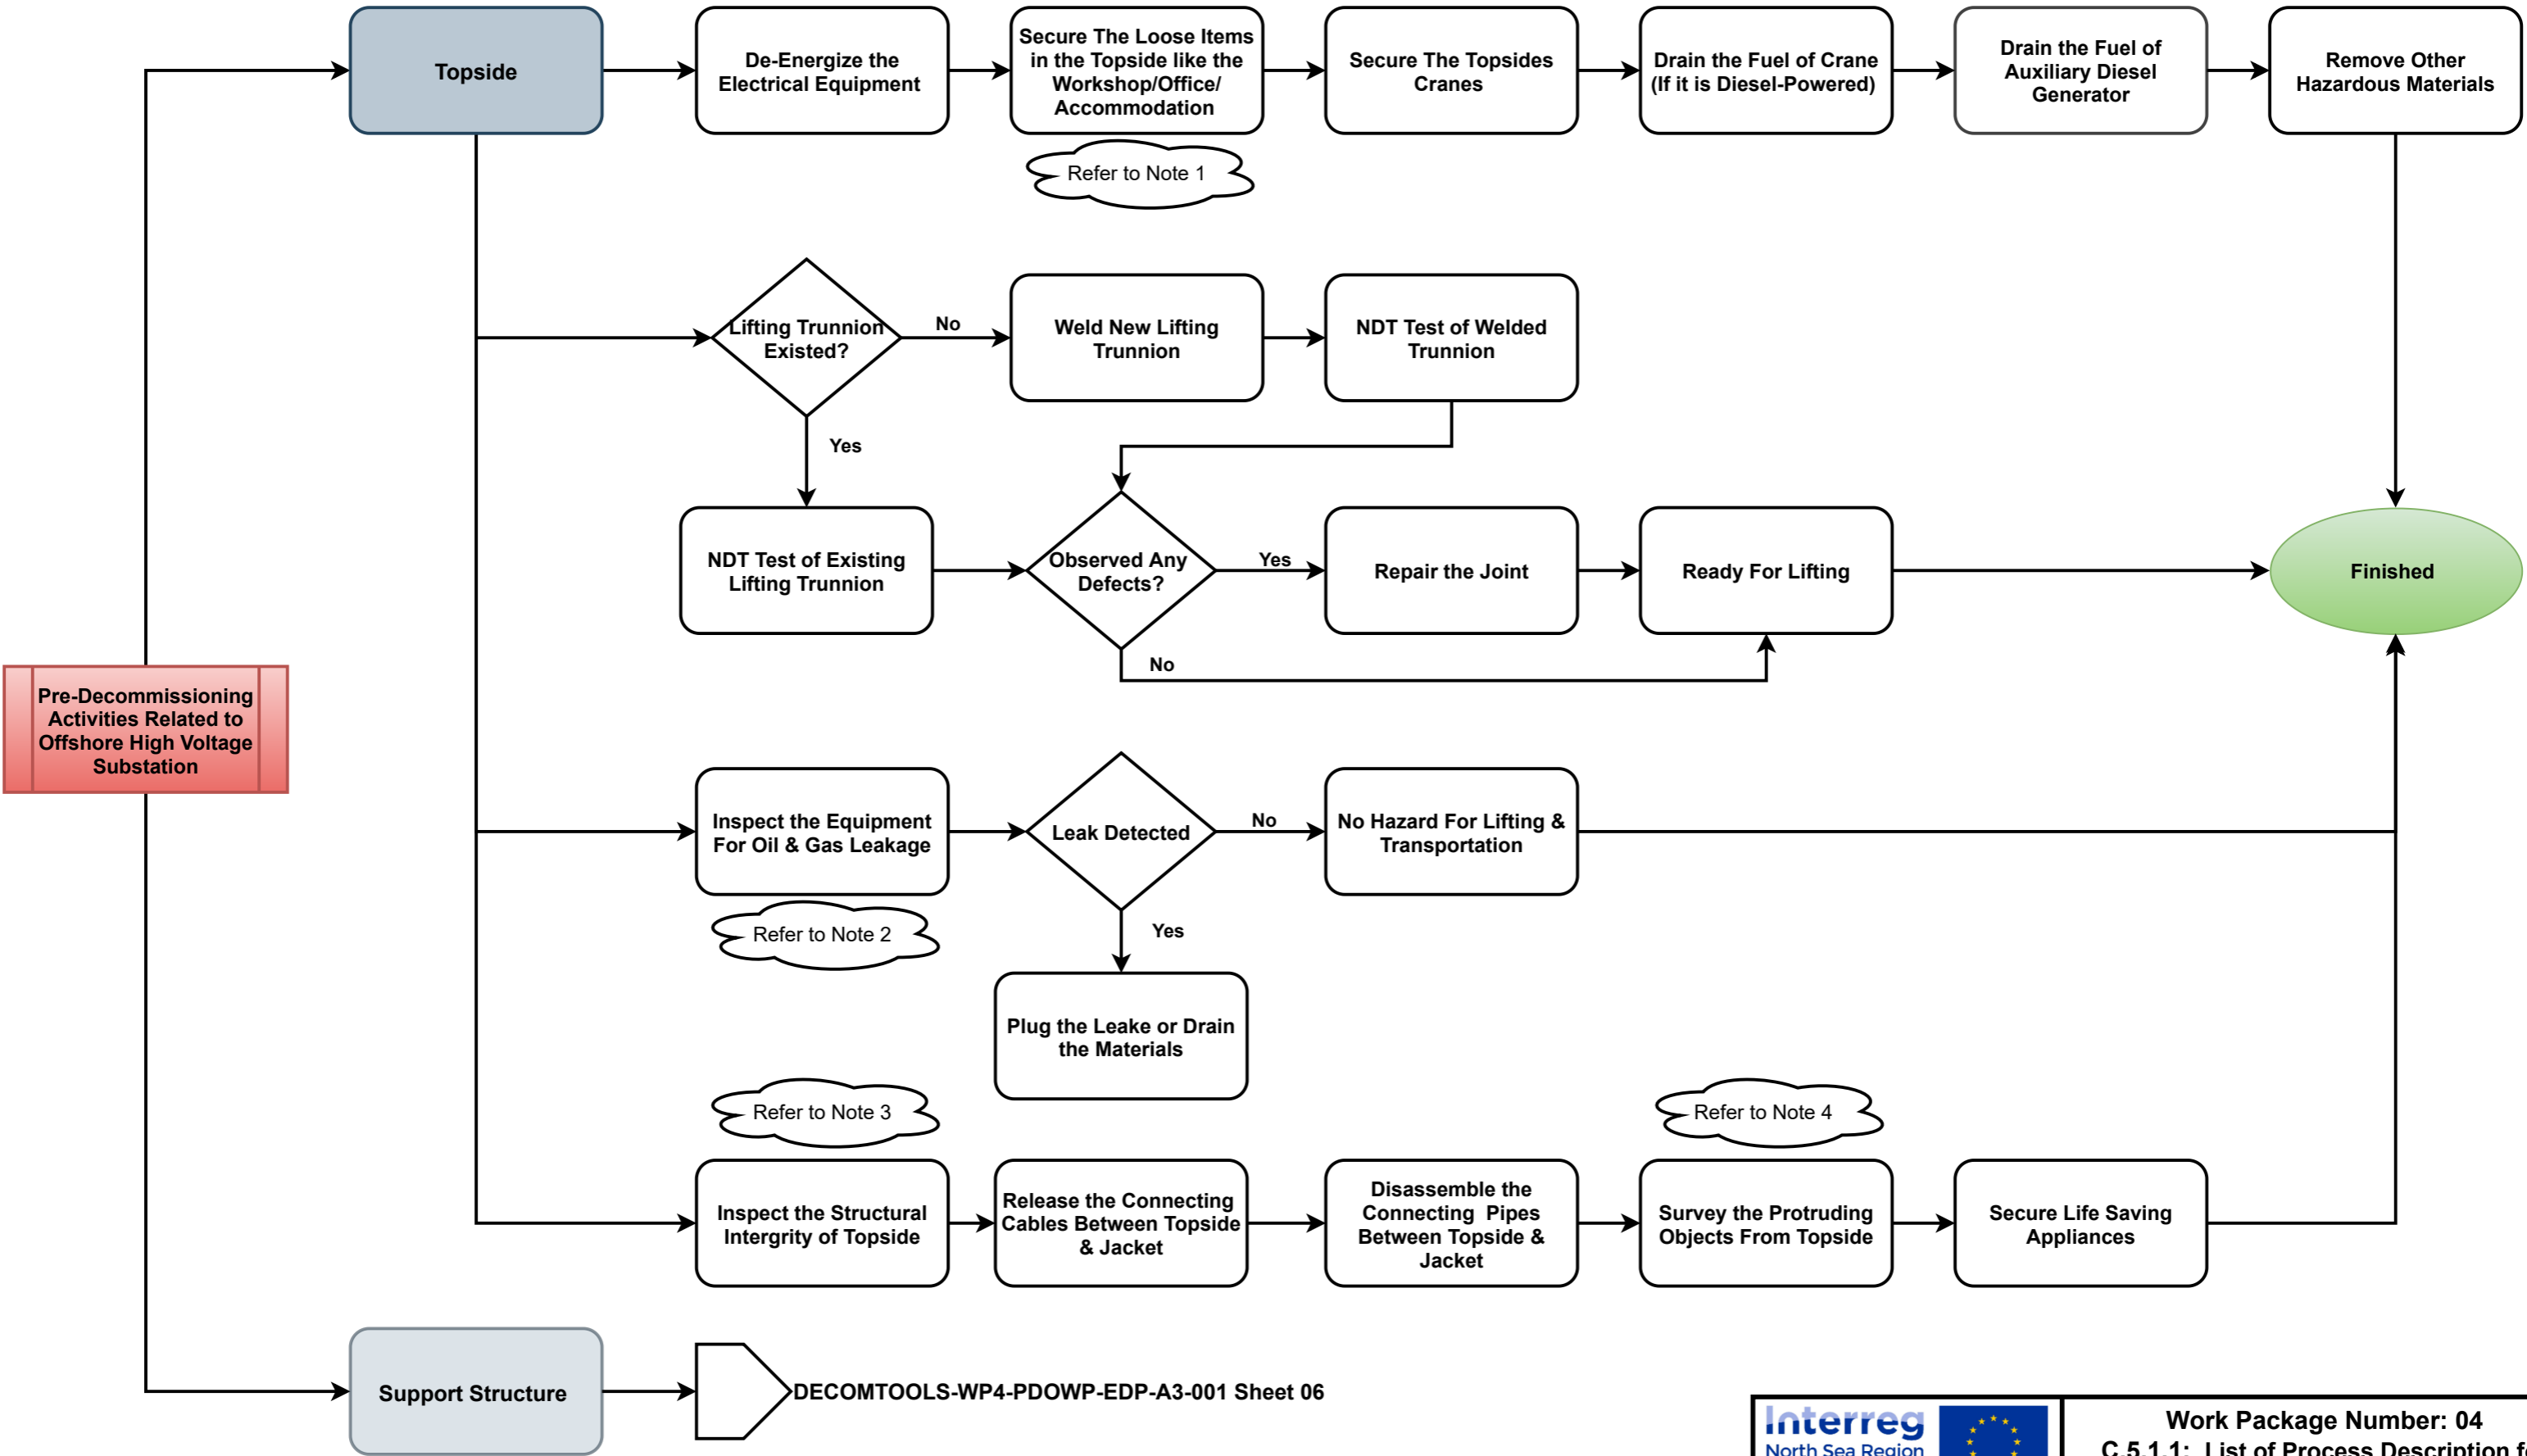 Topside
De-Energize the
Electrical Equipment
Secure The Loose Items
in the Topside like the
Workshop/Office/
Accommodation
Secure The Topsides
Cranes
Drain the Fuel of Crane
(If it is Diesel-Powered)
Drain the Fuel of
Auxiliary Diesel
Generator
Remove Other
Hazardous Materials
Refer to Note 1
Lifting Trunnion
Existed?
No
Weld New Lifting
Trunnion
NDT Test of Welded
Trunnion
Yes
NDT Test of Existing
Lifting Trunnion
Observed Any
Defects?
Yes
Repair the Joint
Ready For Lifting
Finished
No
Pre-Decommissioning
Activities Related to
Offshore High Voltage
Substation
Inspect the Equipment
For Oil & Gas Leakage
Leak Detected
No
No Hazard For Lifting &
Transportation
Refer to Note 2
Yes
Plug the Leake or Drain
the Materials
Refer to Note 3
Refer to Note 4
Inspect the Structural
Intergrity of Topside
Release the Connecting
Cables Between Topside
& Jacket
Disassemble the
Connecting Pipes
Between Topside &
Jacket
Survey the Protruding
Objects From Topside
Secure Life Saving
Appliances
Support Structure
DECOMTOOLS-WP4-PDOWP-EDP-A3-001 Sheet 06
Interreg
North Sea Region
Work Package Number: 04
C.5.1.1: List of Process Description